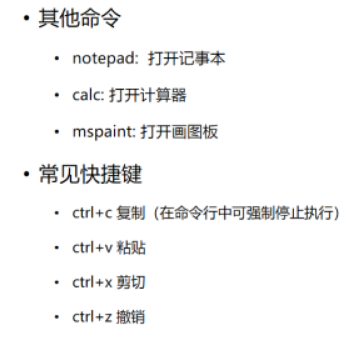 • 其他命令
• notepad: 打开记事本
• calc: 打开计算器
• mspaint: 打开画图板
• 常见快捷键
• ctrl+c 复制（在命令行中可强制停止执行）
• ctrl+v 粘贴
• ctrl+x 剪切
• ctrl+z 撤销